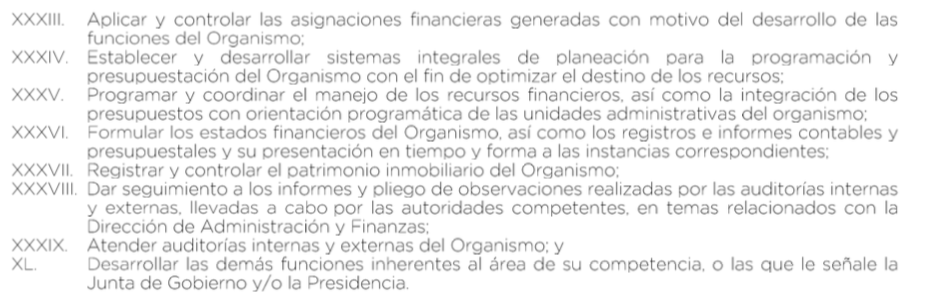 XXXIII. Aplicar y controlar las asignaciones financieras generadas con motivo del desarrollo de las
funciones del Organismo;
XXXIV. Establecer y desarrollar sistemas integrales de planeación para la programación y
presupuestación del Organismo con el fin de optimizar el destino de los recursos;
XXXV. Programar y coordinar el manejo de los recursos financieros, así como la integración de los
presupuestos con orientación programática de las unidades administrativas del organismo;
XXXVI. Formular los estados financieros del Organismo, así como los registros e informes contables y
presupuestales y su presentación en tiempo y forma a las instancias correspondientes;
XXXVII. Registrar y controlar el patrimonio inmobiliario del Organismo;
XXXVIII. Dar seguimiento a los informes y pliego de observaciones realizadas por las auditorías internas
y externas, llevadas a cabo por las autoridades competentes, en temas relacionados con la
Dirección de Administración y Finanzas;
XXXIX. Atender auditorías internas y externas del Organismo; y
XL. Desarrollar las demás funciones inherentes al área de su competencia, o las que le señale la
Junta de Gobierno y/o la Presidencia.